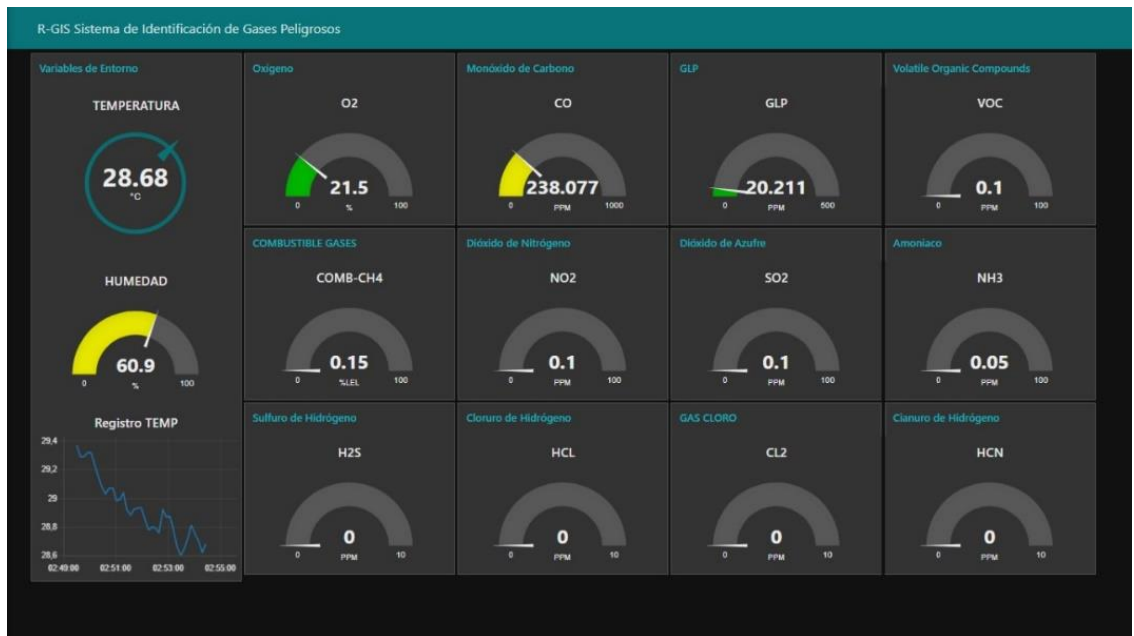 R-GIS Sistema de Identificación de Gases Peligrosos
Variables de Entorno
TEMPERATURA
28.68
°C
HUMEDAD
60.9
0 % 100
Registro TEMP
29,4
29,2
29
28,8
28,6
02:49:00 02:51:00 02:53:00 02:55:00
Oxígeno
O2
21.5
0 % 100
Monóxido de Carbono
CO
238.077
0 PPM 1000
GLP
GLP
20.211
0 PPM 500
Volatile Organic Compounds
VOC
0.1
0 PPM 100
COMBUSTIBLE GASES
COMB-CH4
0.15
0 %LEL 100
Dióxido de Nitrógeno
NO2
0.1
0 PPM 100
Dióxido de Azufre
SO2
0.1
0 PPM 100
Amoniaco
NH3
0.05
0 PPM 100
Sulfuro de Hidrógeno
H2S
0
0 PPM 10
Cloruro de Hidrógeno
HCL
0
0 PPM 10
GAS CLORO
CL2
0
0 PPM 10
Cianuro de Hidrógeno
HCN
0
0 PPM 10